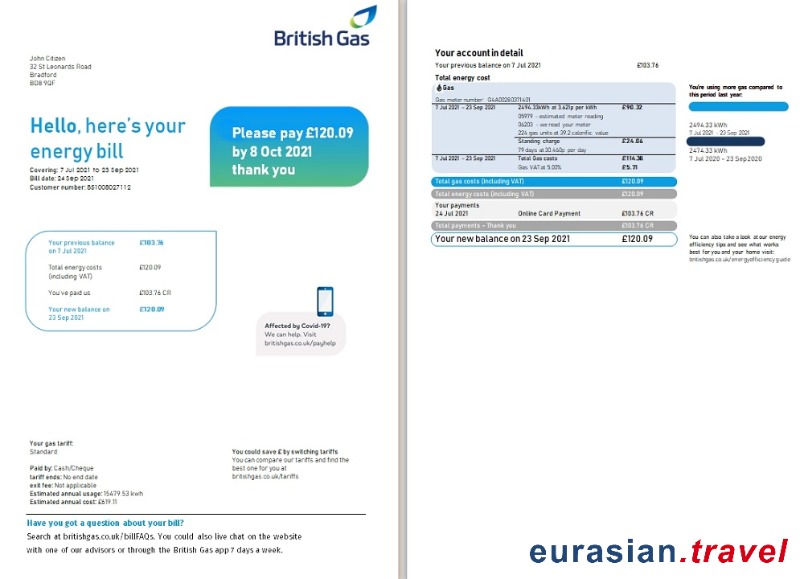 British Gas
John Citizen
32 St Leonards Road
Bradford
BD8 9QF
Hello, here's your
energy bill
Covering: 7 Jul 2021 to 23 Sep 2021
Bill date: 24 Sep 2021
Customer number: 851008027112
Please pay £120.09
by 8 Oct 2021
thank you
Your previous balance £103.76
on 7 Jul 2021
Total energy costs £120.09
(including VAT)
You've paid us £103.76 CR
Your new balance on £120.09
23 Sep 2021
Affected by Covid-19?
We can help. Visit
britishgas.co.uk/payhelp
Your gas tariff:
Standard
Paid by: Cash/Cheque
tariff ends: No end date
exit fee: Not applicable
Estimated annual usage: 15479.53 kwh
Estimated annual cost: £619.11
You could save £ by switching tariffs
You can compare our tariffs and find the
best one for you at
britishgas.co.uk/tariffs
Have you got a question about your bill?
Search at britishgas.co.uk/billFAQs. You could also live chat on the website
with one of our advisors or through the British Gas app 7 days a week.
Your account in detail
Your previous balance on 7 Jul 2021 £103.76
Total energy cost
Gas
Gas meter number:
7 Jul 2021 - 23 Sep 2021 2494.33kWh at 3.621p per kWh £90.32
05979 - estimated meter reading
06203 - we read your meter
224 gas units at 39.2 calorific value
Standing charge £24.06
79 days at 30.460p per day
7 Jul 2021 - 23 Sep 2021 Total Gas costs £114.38
Gas VAT at 5.00% £5.71
Total gas costs (including VAT) £120.09
Total energy costs (including VAT) £120.09
Your payments
24 Jul 2021 Online Card Payment £103.76 CR
Total payments - Thank you £103.76 CR
Your new balance on 23 Sep 2021 £120.09
You're using more gas compared to
this period last year:
2494.33 kWh
7 Jul 2021 - 23 Sep 2021
2474.33 kWh
7 Jul 2020 - 23 Sep 2020
You can also take a look at our energy
efficiency tips and see what works
best for you and your home visit:
britishgas.co.uk/energyefficiency guide
eurasian.travel